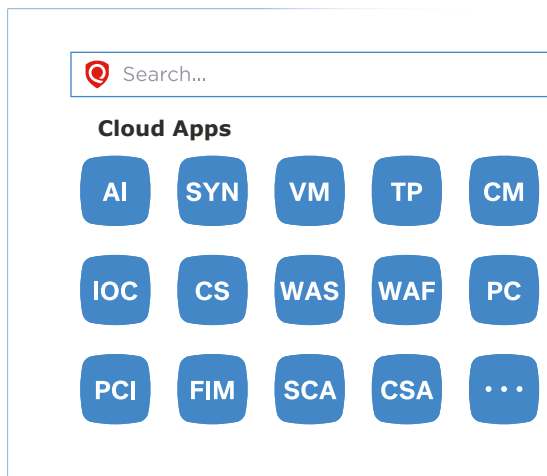 Search...
Cloud Apps
AI SYN VM TP CM
IOC CS WAS WAF PC
PCI FIM SCA CSA ...